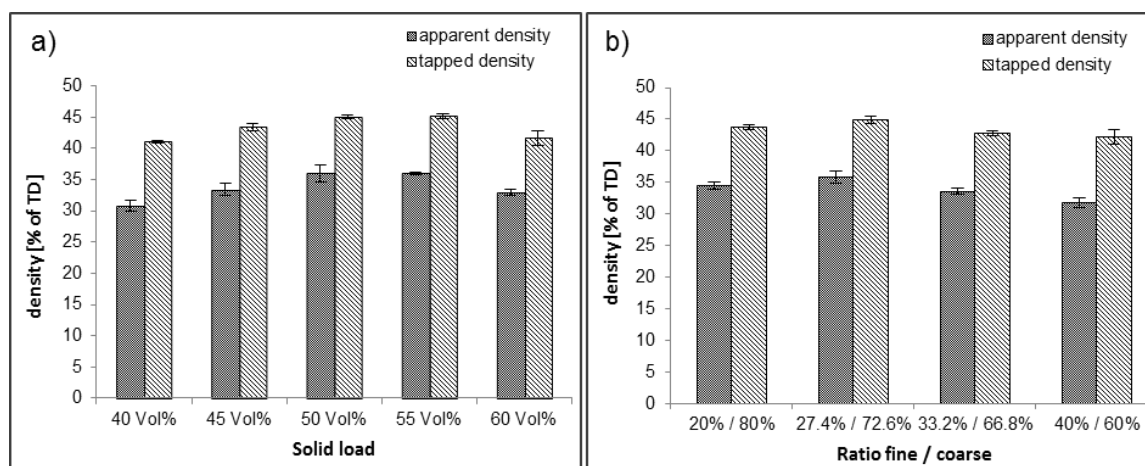 a)
apparent density
tapped density
50
45
40
35
30
25
20
15
10
5
0
density [% of TD]
40 Vol%
45 Vol%
50 Vol%
55 Vol%
60 Vol%
Solid load
b)
apparent density
tapped density
50
45
40
35
30
25
20
15
10
5
0
density [% of TD]
20% / 80%
27.4% / 72.6%
33.2% / 66.8%
40% / 60%
Ratio fine / coarse